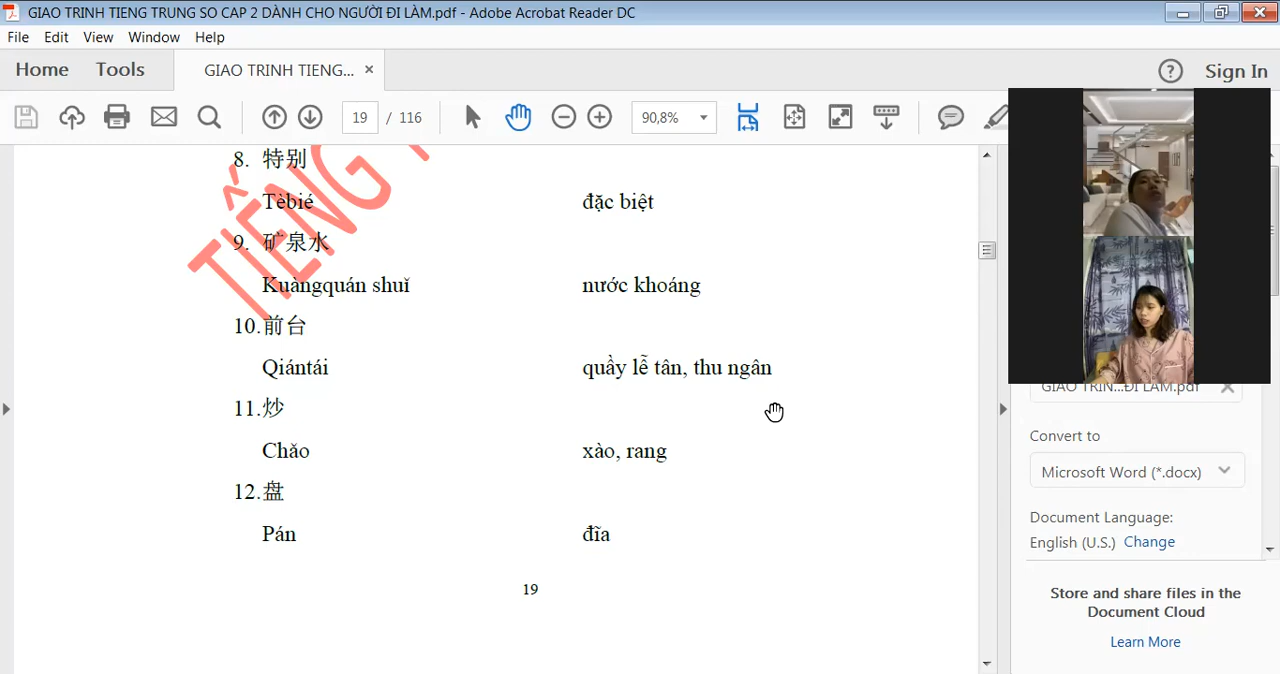 GIAO TRINH TIENG TRUNG SO CAP 2 DÀNH CHO NGƯỜI ĐI LÀM.pdf - Adobe Acrobat Reader DC
File Edit View Window Help
Home Tools GIAO TRINH TIENG... × ? Sign In
19 / 116 90,8%
8. 特别
Tèbié đặc biệt
9. 矿泉水
Kuàngquán shuǐ nước khoáng
10.前台
Qiántái quầy lễ tân, thu ngân
11.炒
Chǎo xào, rang
12.盘
Pán đĩa
19
TIẾNG
GIAO TRIN...ĐI LÀM.pdf
Convert to
Microsoft Word (*.docx)
Document Language:
English (U.S.) Change
Store and share files in the
Document Cloud
Learn More